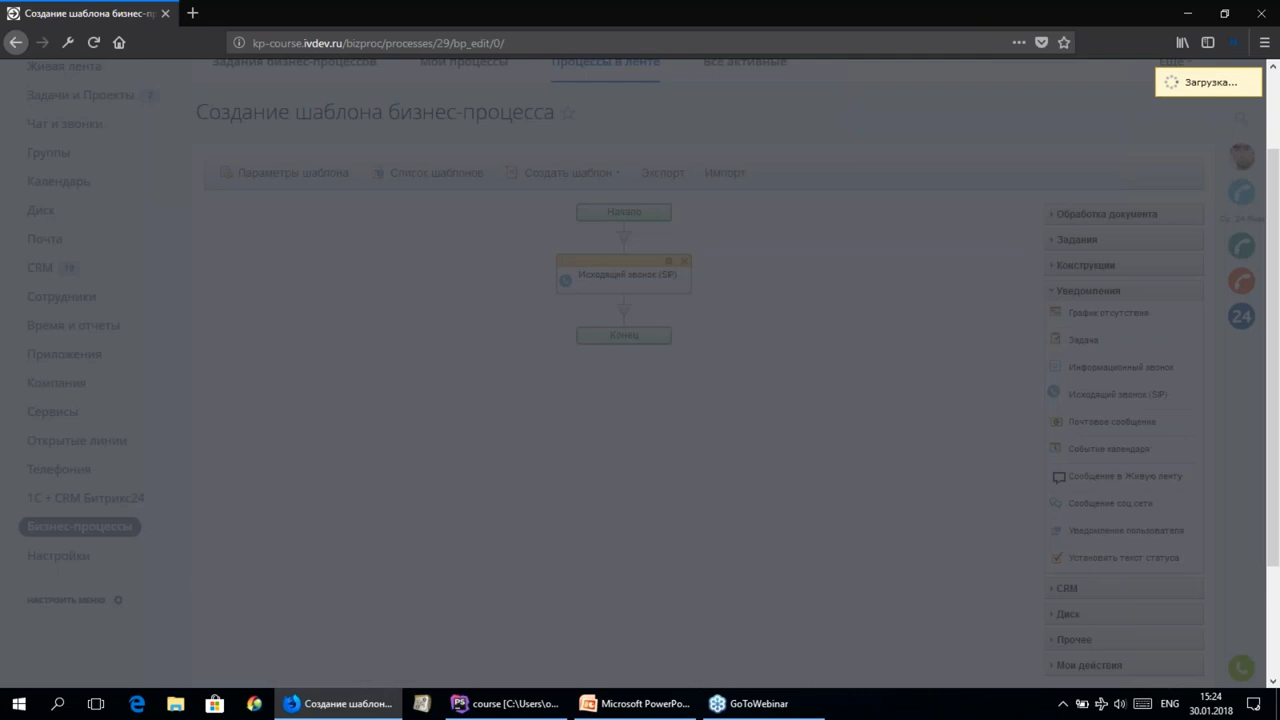 Создание шаблона бизнес-пр
kp-course.ivdev.ru/bizproc/processes/29/bp_edit/0/
Загрузка...
Живая лента
Задания бизнес-процессов
Мои процессы
Процессы в ленте
Все активные
Еще
Задачи и Проекты 2
Чат и звонки
Группы
Календарь
Диск
Почта
CRM
Сотрудники
Время и отчеты
Приложения
Компания
Сервисы
Открытые линии
Телефония
1С + CRM Битрикс24
Бизнес-процессы
Настройки
НАСТРОИТЬ МЕНЮ
Создание шаблона бизнес-процесса
Параметры шаблона
Список шаблонов
Создать шаблон
Экспорт
Импорт
Начало
Исходящий звонок (SIP)
Конец
Обработка документа
Задания
Конструкции
Уведомления
График отсутствия
Задача
Информационный звонок
Исходящий звонок (SIP)
Почтовое сообщение
Событие календаря
Сообщение в Живую ленту
Сообщение соц.сети
Уведомление пользователя
Установить текст статуса
CRM
Диск
Прочее
Мои действия
24
Создание шаблон...
course [C:\Users\o...
Microsoft PowerPo...
GoToWebinar
ENG
15:24
30.01.2018